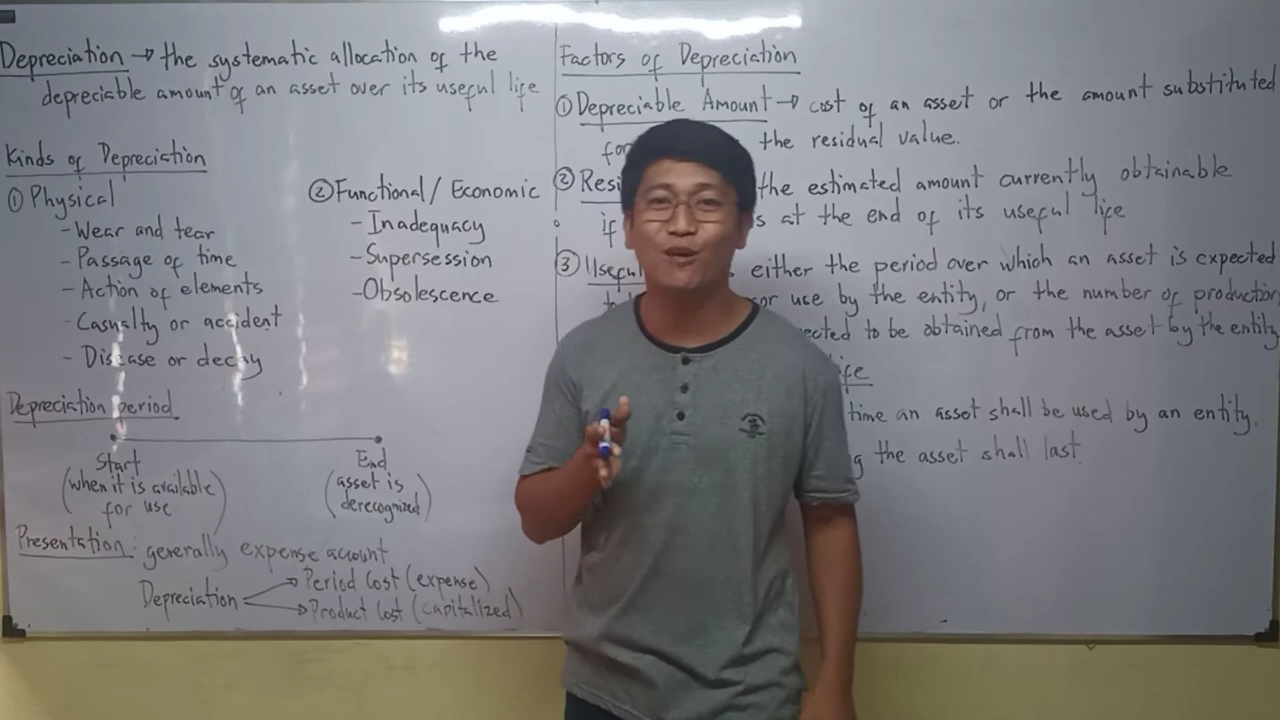 Depreciation → the systematic allocation of the
depreciable amount of an asset over its useful life
Kinds of Depreciation
① Physical
- Wear and tear
- Passage of time
- Action of elements
- Casualty or accident
- Disease or decay
② Functional / Economic
- Inadequacy
- Supersession
- Obsolescence
Depreciation period
Start
(when it is available
for use)
End
(asset is
derecognized)
Presentation: generally expense account
Depreciation
→ Period Cost (expense)
→ Product Cost (capitalized)
Factors of Depreciation
① Depreciable Amount → cost of an asset or the amount substituted
for the residual value.
② the estimated amount currently obtainable
if at the end of its useful life
③ Useful either the period over which an asset is expected
or use by the entity, or the number of production
to be obtained from the asset by the entity
time an asset shall be used by an entity.
the asset shall last.